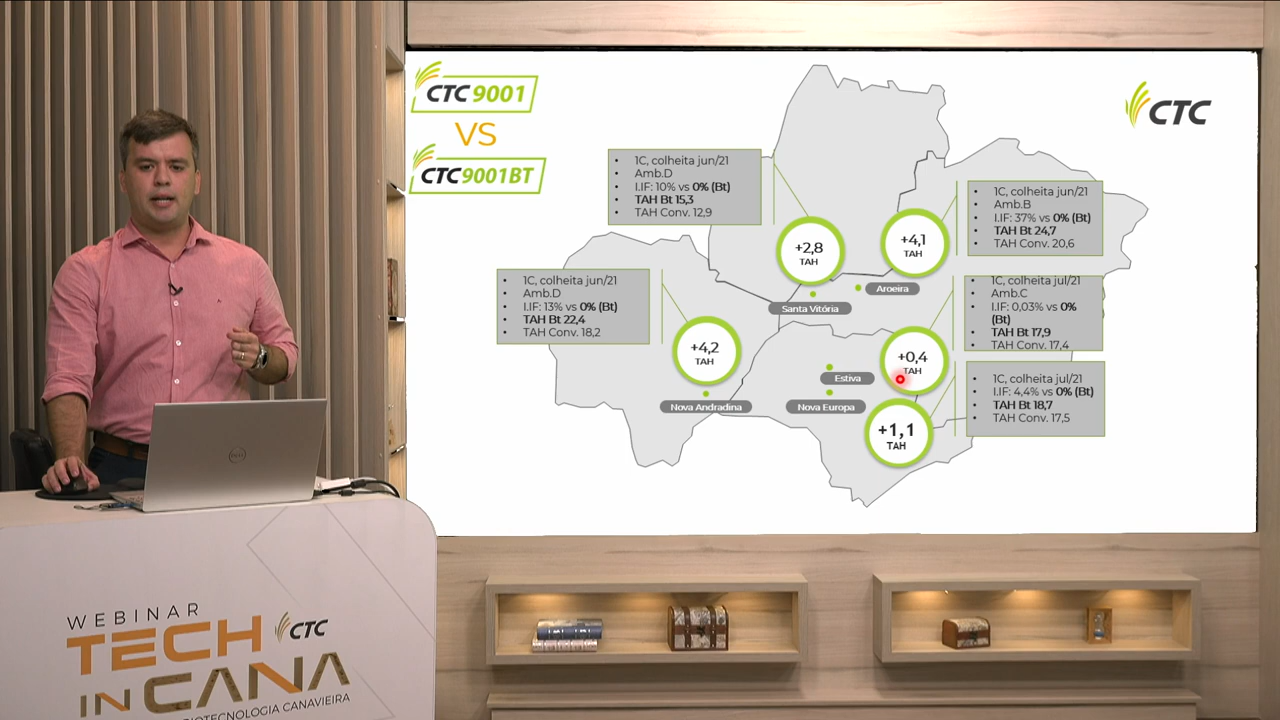 CTC 9001
VS
CTC9001BT
CTC
• 1C, colheita jun/21
• Amb.D
• I.IF: 10% vs 0% (Bt)
• TAH Bt 15,3
• TAH Conv. 12,9
+2,8
TAH
Santa Vitória
• 1C, colheita jun/21
• Amb.B
• I.IF: 37% vs 0% (Bt)
• TAH Bt 24,7
• TAH Conv. 20,6
+4,1
TAH
Aroeira
• 1C, colheita jun/21
• Amb.D
• I.IF: 13% vs 0% (Bt)
• TAH Bt 22,4
• TAH Conv. 18,2
+4,2
TAH
Nova Andradina
• 1C, colheita jul/21
• Amb.C
• I.IF: 0,03% vs 0%
(Bt)
• TAH Bt 17,9
• TAH Conv. 17,4
+0,4
TAH
Estiva
• 1C, colheita jul/21
• I.IF: 4,4% vs 0% (Bt)
• TAH Bt 18,7
• TAH Conv. 17,5
+1,1
TAH
Nova Europa
DELL
WEBINAR
TECH
CTC
IN CANA
BIOTECNOLOGIA CANAVIEIRA